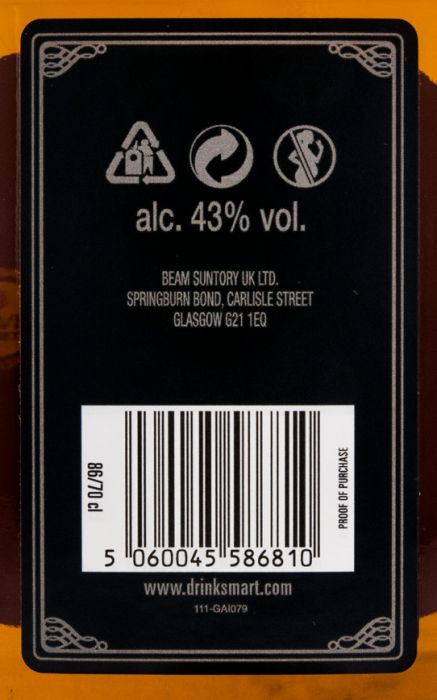 alc. 43% vol.
BEAM SUNTORY UK LTD.
SPRINGBURN BOND, CARLISLE STREET
GLASGOW G21 1EQ
86/70 cl
PROOF OF PURCHASE
5 060045 586810
www.drinksmart.com
111-GAI079